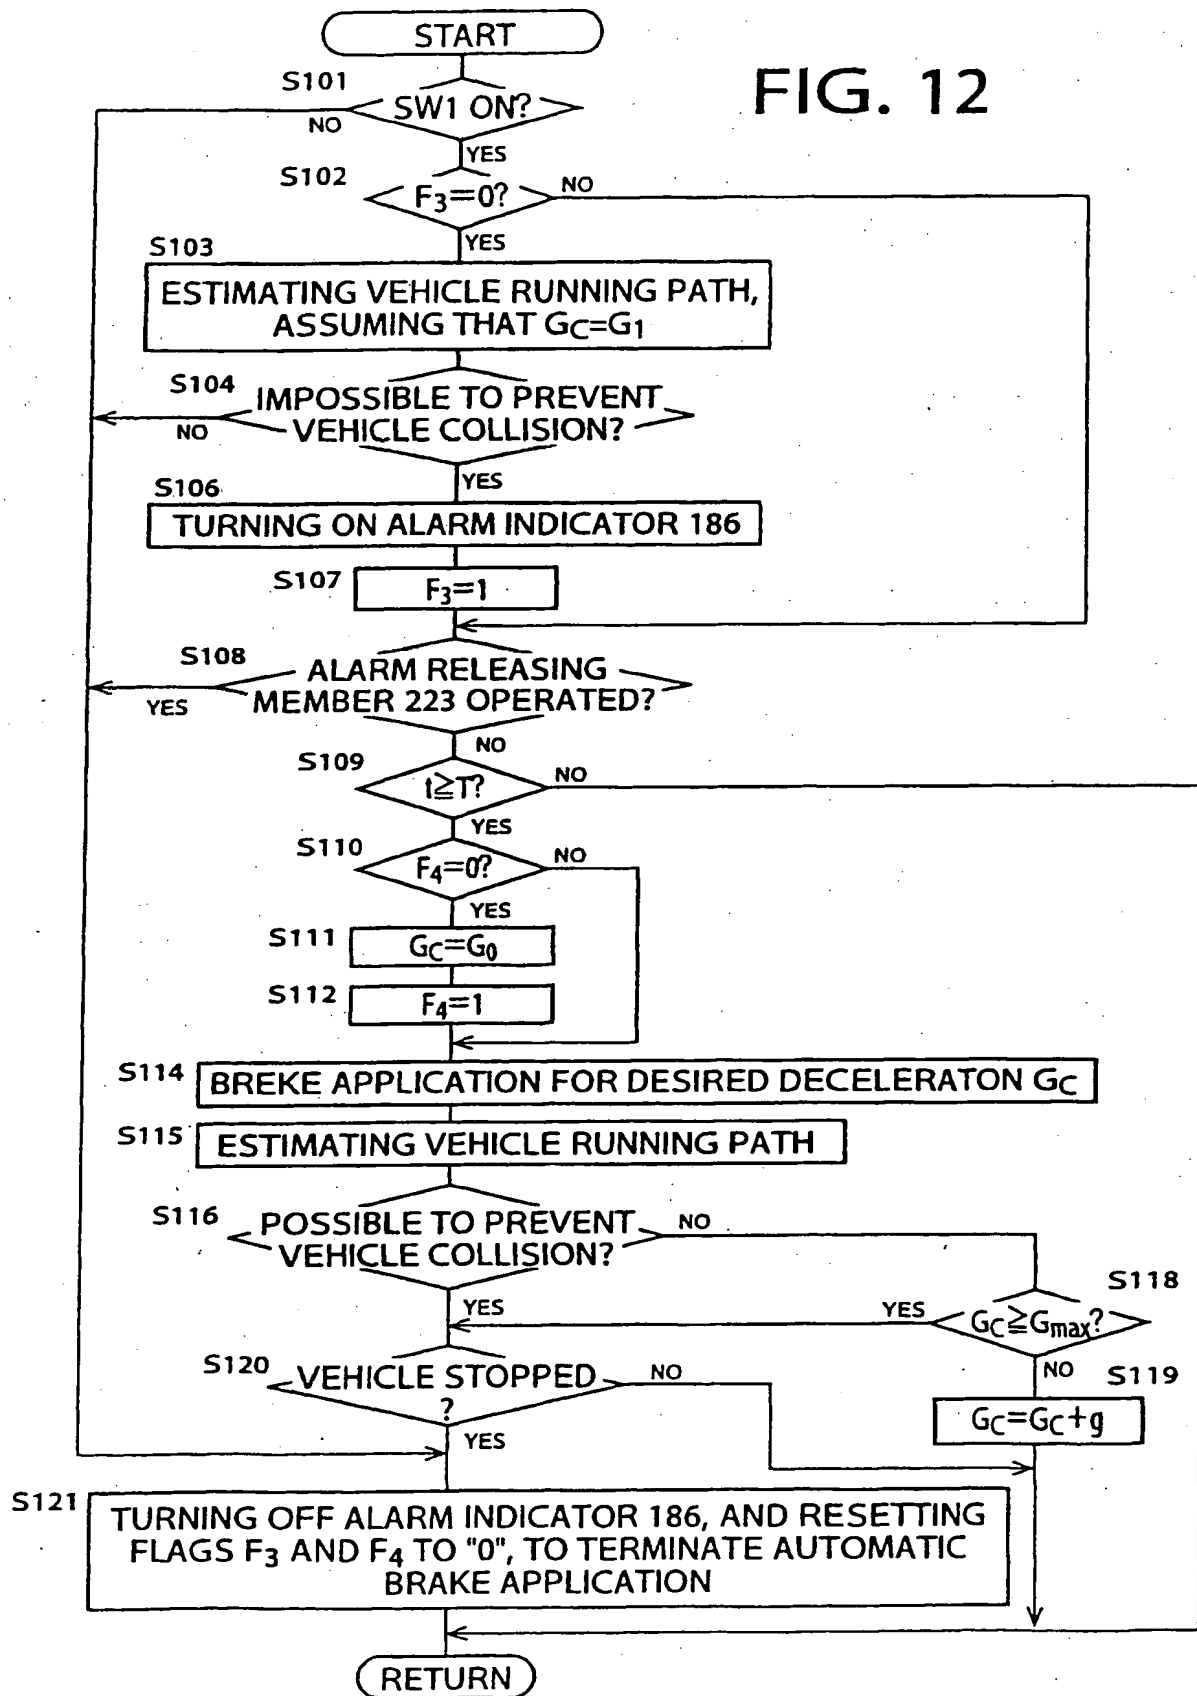 START
FIG. 12
S101
SW1 ON?
NO
YES
S102
F3=0?
NO
YES
S103
ESTIMATING VEHICLE RUNNING PATH,
ASSUMING THAT GC=G1
S104
IMPOSSIBLE TO PREVENT
VEHICLE COLLISION?
NO
YES
S106
TURNING ON ALARM INDICATOR 186
S107
F3=1
S108
ALARM RELEASING
MEMBER 223 OPERATED?
YES
NO
S109
t≧T?
NO
YES
S110
F4=0?
NO
YES
S111
GC=G0
S112
F4=1
S114
BREKE APPLICATION FOR DESIRED DECELERATON GC
S115
ESTIMATING VEHICLE RUNNING PATH
S116
POSSIBLE TO PREVENT
VEHICLE COLLISION?
NO
YES
S118
GC≧Gmax?
YES
NO
S119
GC=GC+g
S120
VEHICLE STOPPED
?
NO
YES
S121
TURNING OFF ALARM INDICATOR 186, AND RESETTING
FLAGS F3 AND F4 TO "0", TO TERMINATE AUTOMATIC
BRAKE APPLICATION
RETURN